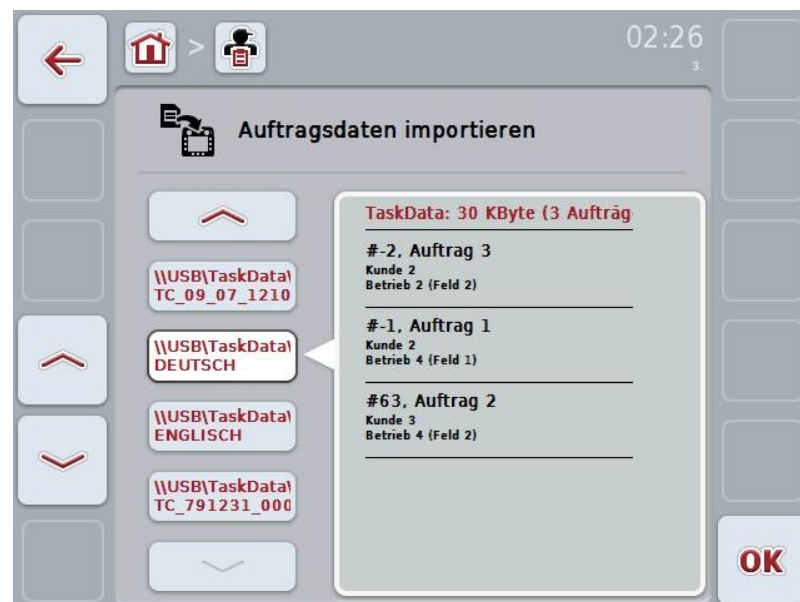 >
02:26
3.
Auftragsdaten importieren
\\USB\TaskData\
TC_09_07_1210
\\USB\TaskData\
DEUTSCH
\\USB\TaskData\
ENGLISCH
\\USB\TaskData\
TC_791231_000
TaskData: 30 KByte (3 Aufträg
#-2, Auftrag 3
Kunde 2
Betrieb 2 (Feld 2)
#-1, Auftrag 1
Kunde 2
Betrieb 4 (Feld 1)
#63, Auftrag 2
Kunde 3
Betrieb 4 (Feld 2)
OK